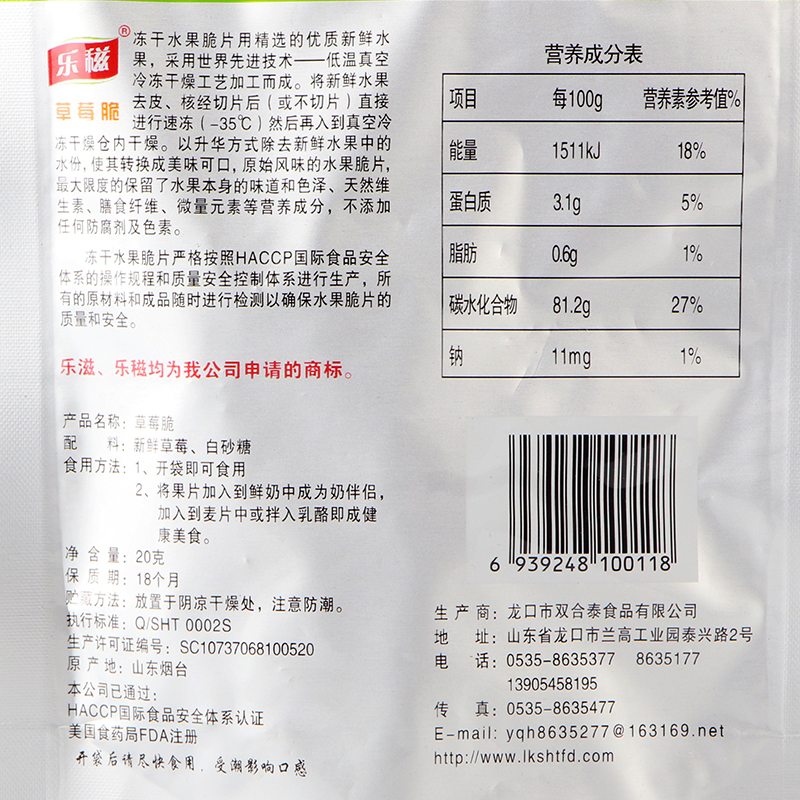 乐稵®
草莓脆
冻干水果脆片用精选的优质新鲜水
果，采用世界先进技术——低温真空
冷冻干燥工艺加工而成。将新鲜水果
去皮、核经切片后（或不切片）直接
进行速冻（-35℃）然后再入到真空冷
冻干燥仓内干燥。以升华方式除去新鲜水果中的
水份，使其转换成美味可口，原始风味的水果脆片，
最大限度的保留了水果本身的味道和色泽、天然维
生素、膳食纤维、微量元素等营养成分，不添加
任何防腐剂及色素。
冻干水果脆片严格按照HACCP国际食品安全
体系的操作规程和质量安全控制体系进行生产，所
有的原材料和成品随时进行检测以确保水果脆片的
质量和安全。
乐滋、乐稵均为我公司申请的商标。
产品名称：草莓脆
配 料：新鲜草莓、白砂糖
食用方法：1、开袋即可食用
2、将果片加入到鲜奶中成为奶伴侣，
加入到麦片中或拌入乳酪即成健
康美食。
净 含 量：20克
保 质 期：18个月
贮藏方法：放置于阴凉干燥处，注意防潮。
执行标准：Q/SHT 0002S
生产许可证编号：SC10737068100520
原 产 地：山东烟台
本公司已通过：
HACCP国际食品安全体系认证
美国食药局FDA注册
开袋后请尽快食用，受潮影响口感
营养成分表
项目 每100g 营养素参考值%
能量 1511kJ 18%
蛋白质 3.1g 5%
脂肪 0.6g 1%
碳水化合物 81.2g 27%
钠 11mg 1%
6 939248 100118
生 产 商：龙口市双合泰食品有限公司
地 址：山东省龙口市兰高工业园泰兴路2号
电 话：0535-8635377 8635177
13905458195
传 真：0535-8635477
E-mail: yqh8635277@163169.net
http://www.lkshtfd.com